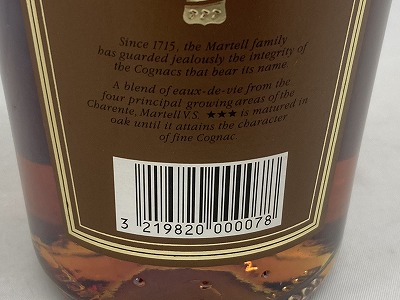 Since 1715, the Martell family
has guarded jealously the integrity of
the Cognacs that bear its name.
A blend of eaux-de-vie from the
four principal growing areas of the
Charente, Martell V.S. ★★★ is matured in
oak until it attains the character
of fine Cognac.
3 219820 000078